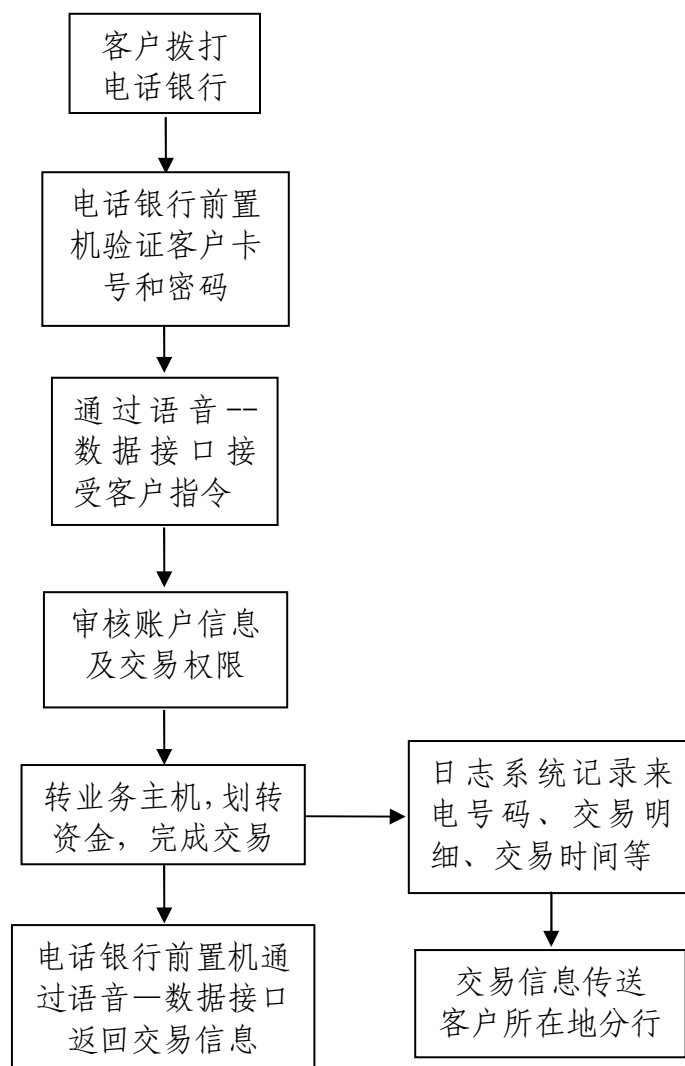 客户拨打
电话银行
电话银行前置
机验证客户卡
号和密码
通过语音--
数据接口接
受客户指令
审核账户信息
及交易权限
转业务主机,划转
资金，完成交易
日志系统记录来
电号码、交易明
细、交易时间等
电话银行前置机通
过语音—数据接口
返回交易信息
交易信息传送
客户所在地分行